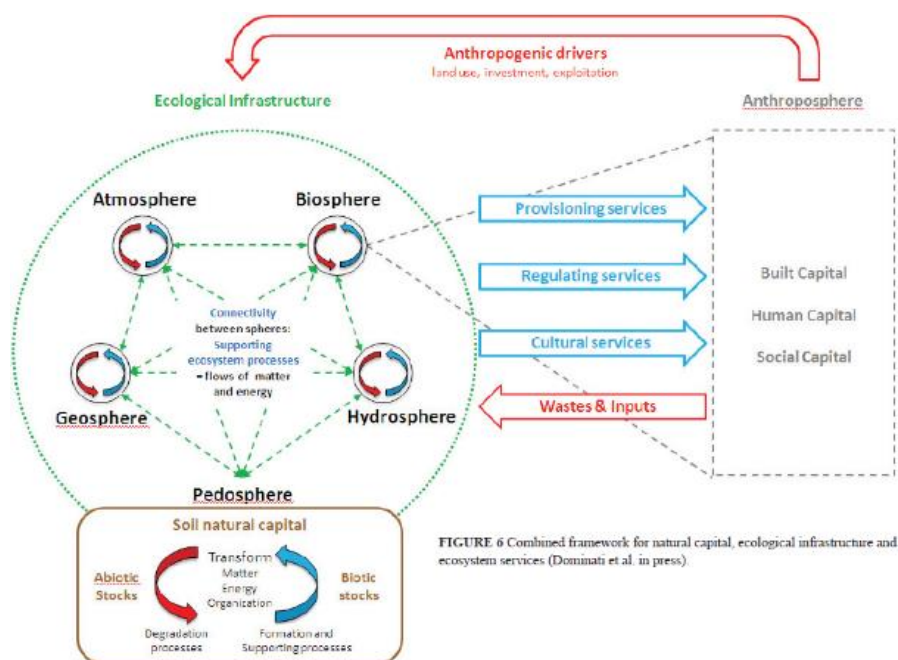 Anthropogenic drivers
land use, investment, exploitation
Ecological Infrastructure
Anthroposphere
Atmosphere
Biosphere
Provisioning services
Regulating services
Cultural services
Wastes & Inputs
Built Capital
Human Capital
Social Capital
Connectivity
between spheres:
Supporting
ecosystem processes
= flows of matter
and energy
Geosphere
Hydrosphere
Pedosphere
Soil natural capital
Abiotic
Stocks
Transform
Matter
Energy
Organization
Biotic
stocks
Degradation
processes
Formation and
Supporting processes
FIGURE 6 Combined framework for natural capital, ecological infrastructure and
ecosystem services (Dominati et al. in press)